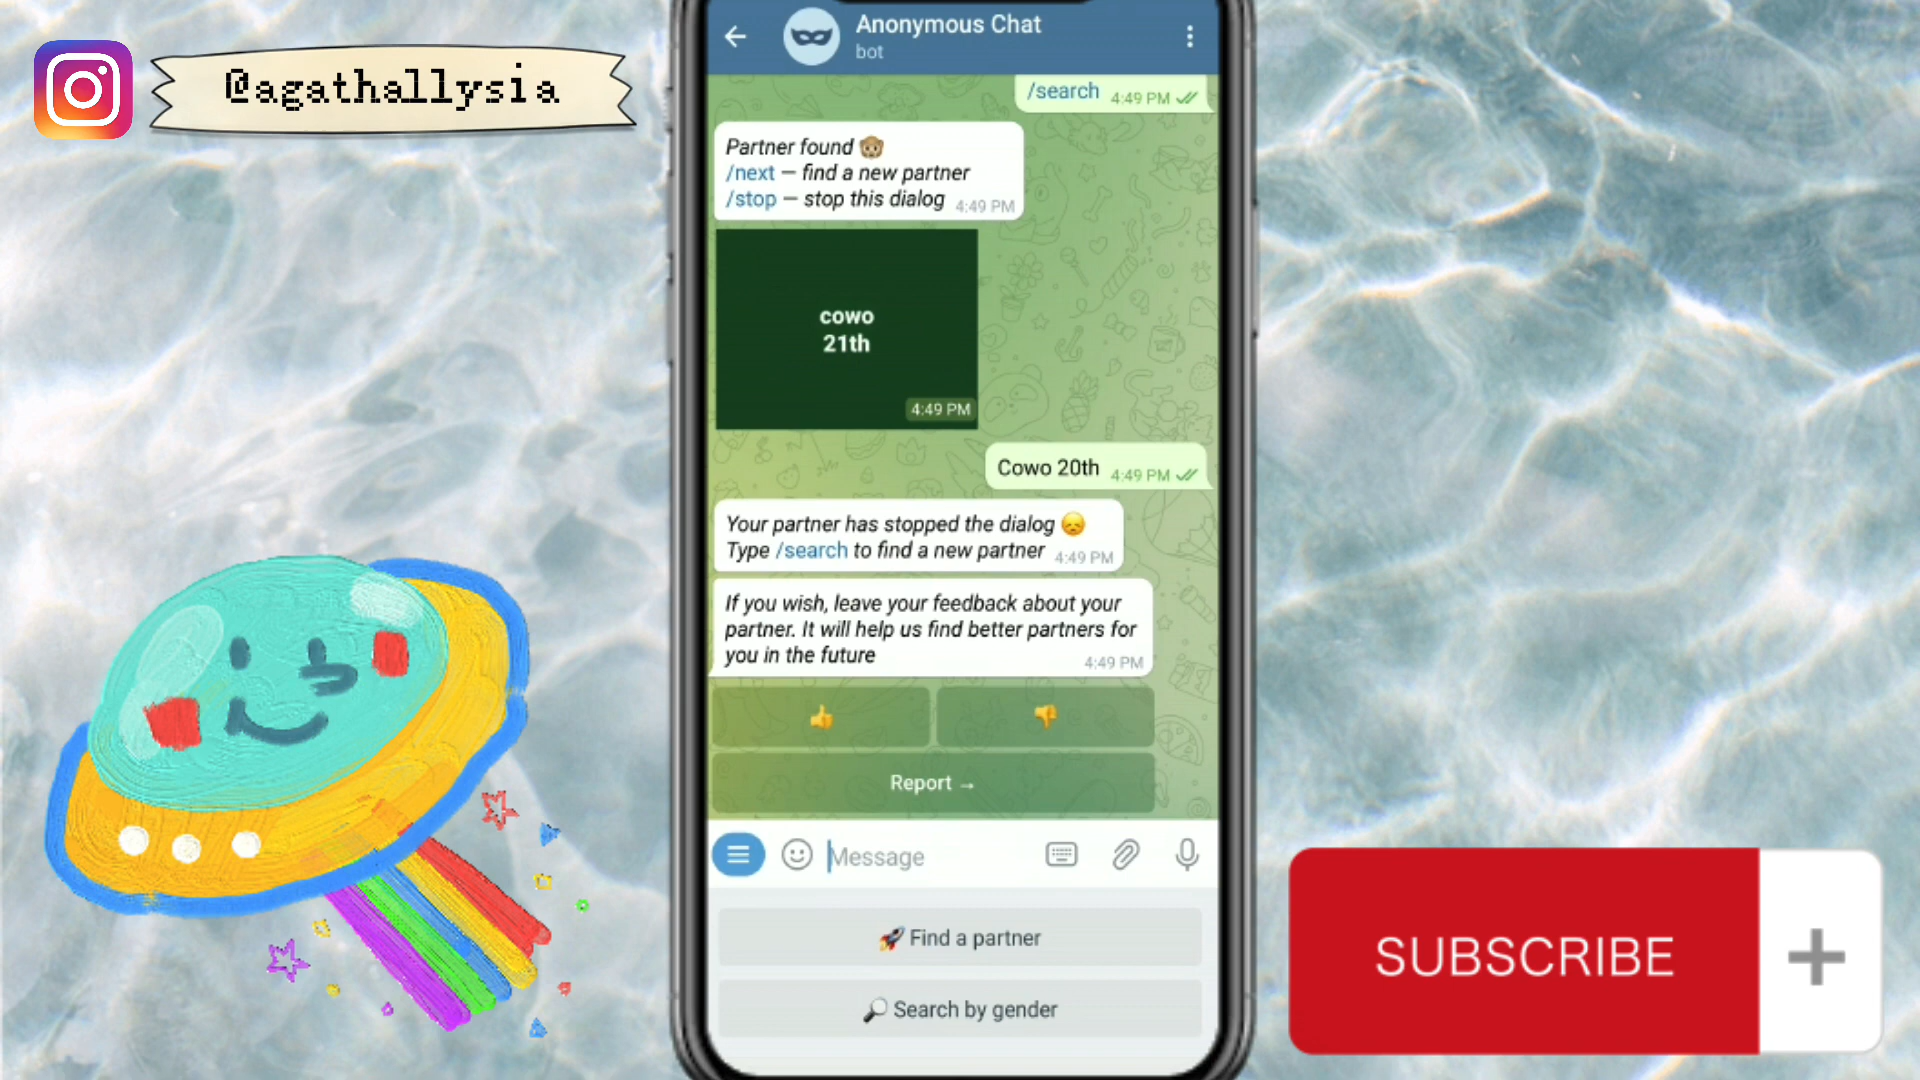 @agathallysia
Anonymous Chat
bot
/search 4:49 PM
Partner found
/next – find a new partner
/stop – stop this dialog 4:49 PM
cowo
21th
4:49 PM
Cowo 20th 4:49 PM
Your partner has stopped the dialog
Type /search to find a new partner 4:49 PM
If you wish, leave your feedback about your
partner. It will help us find better partners for
you in the future 4:49 PM
Report →
Message
Find a partner
Search by gender
SUBSCRIBE +